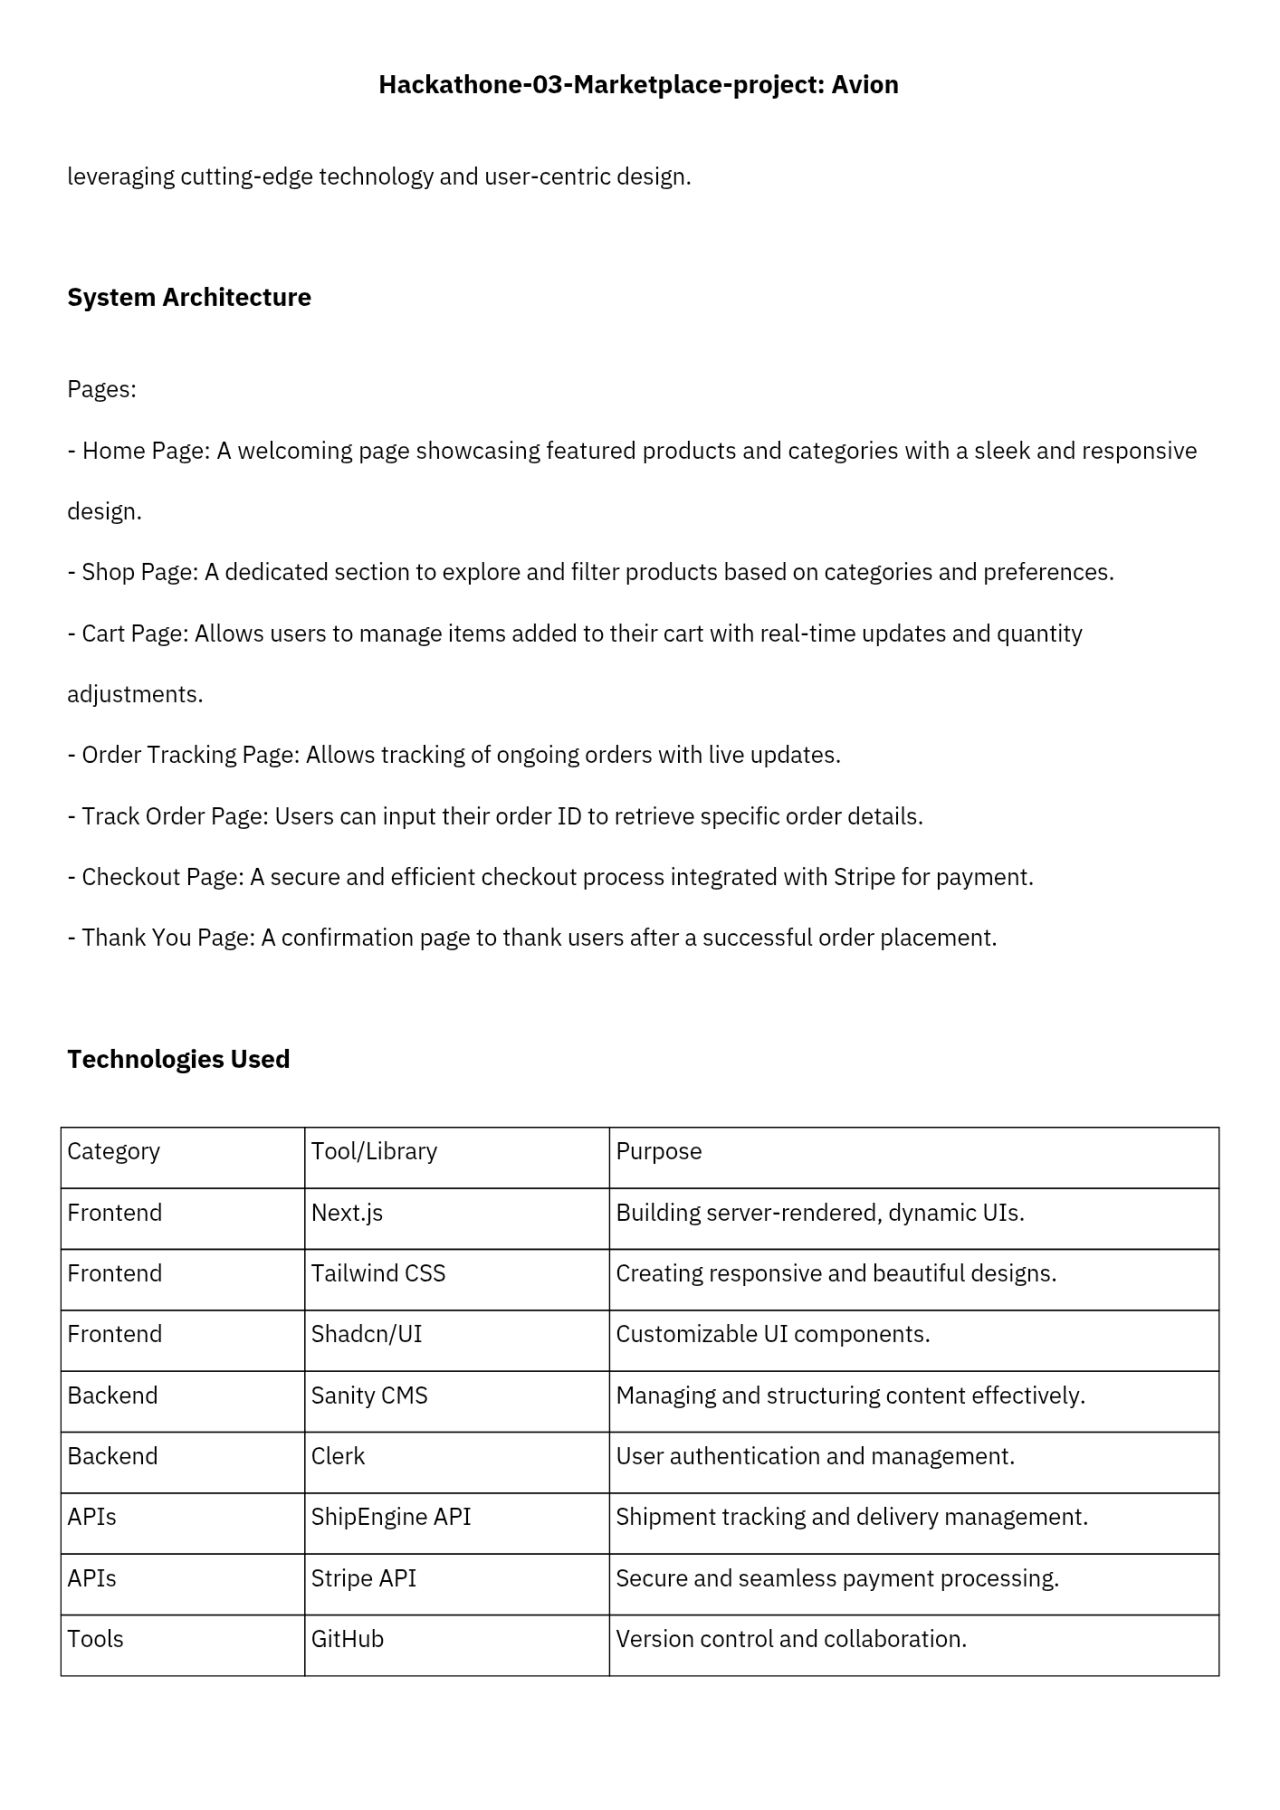 Hackathone-03-Marketplace-project: Avion
leveraging cutting-edge technology and user-centric design.
System Architecture
Pages:
- Home Page: A welcoming page showcasing featured products and categories with a sleek and responsive
design.
- Shop Page: A dedicated section to explore and filter products based on categories and preferences.
- Cart Page: Allows users to manage items added to their cart with real-time updates and quantity
adjustments.
- Order Tracking Page: Allows tracking of ongoing orders with live updates.
- Track Order Page: Users can input their order ID to retrieve specific order details.
- Checkout Page: A secure and efficient checkout process integrated with Stripe for payment.
- Thank You Page: A confirmation page to thank users after a successful order placement.
Technologies Used
Category Tool/Library Purpose
Frontend Next.js Building server-rendered, dynamic UIs.
Frontend Tailwind CSS Creating responsive and beautiful designs.
Frontend Shadcn/UI Customizable UI components.
Backend Sanity CMS Managing and structuring content effectively.
Backend Clerk User authentication and management.
APIs ShipEngine API Shipment tracking and delivery management.
APIs Stripe API Secure and seamless payment processing.
Tools GitHub Version control and collaboration.